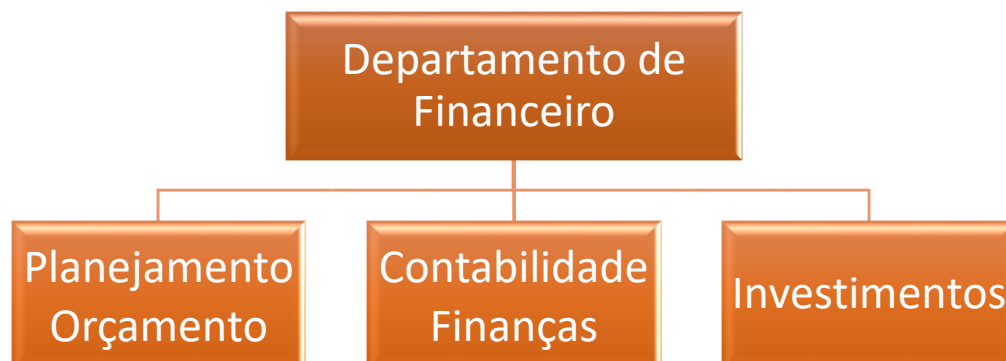 Departamento de
Financeiro
Planejamento
Orçamento
Contabilidade
Finanças
Investimentos